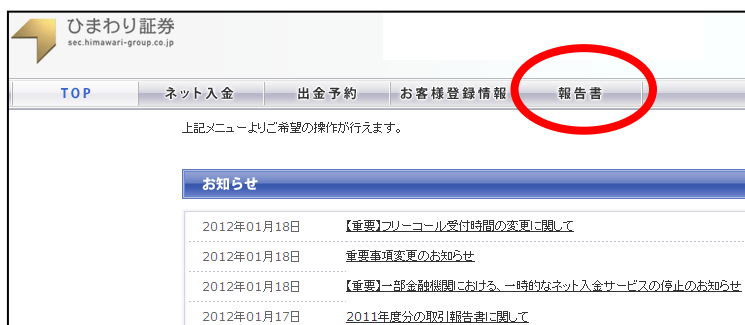 ひまわり証券
sec.himawari-group.co.jp
TOP ネット入金 出金予約 お客様登録情報 報告書
上記メニューよりご希望の操作が行えます。
お知らせ
2012年01月18日 【重要】フリーコール受付時間の変更に関して
2012年01月18日 重要事項変更のお知らせ
2012年01月18日 【重要】一部金融機関における、一時的なネット入金サービスの停止のお知らせ
2012年01月17日 2011年度分の取引報告書に関して